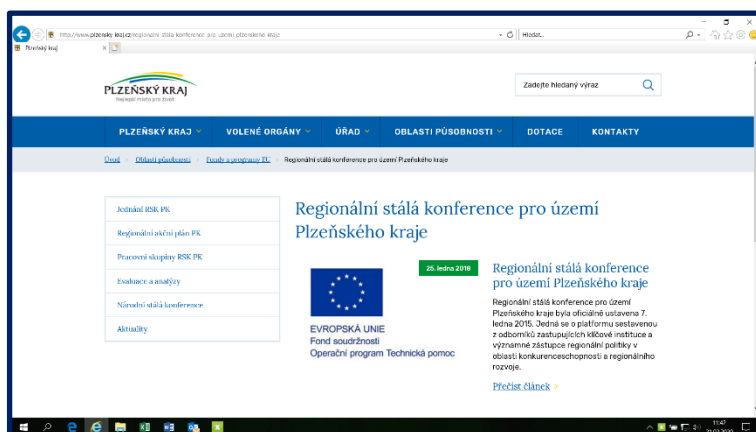 http://www.plzensky-kraj.cz/regionalni-stala-konference-pro-uzemi-plzenskeho-kraje
Hledat...
Plzeňský kraj
PLZEŇSKÝ KRAJ
Nejlepší místo pro život
Zadejte hledaný výraz
PLZEŇSKÝ KRAJ
VOLENÉ ORGÁNY
ÚŘAD
OBLASTI PŮSOBNOSTI
DOTACE
KONTAKTY
Úvod
Oblasti působnosti
Fondy a programy EU
Regionální stálá konference pro území Plzeňského kraje
Jednání RSK PK
Regionální akční plán PK
Pracovní skupiny RSK PK
Evaluace a analýzy
Národní stálá konference
Aktuality
Regionální stálá konference pro území
Plzeňského kraje
25. ledna 2018
EVROPSKÁ UNIE
Fond soudržnosti
Operační program Technická pomoc
Regionální stálá konference
pro území Plzeňského kraje
Regionální stálá konference pro území
Plzeňského kraje byla oficiálně ustavena 7.
ledna 2015. Jedná se o platformu sestavenou
z odborníků zastupujících klíčové instituce a
významné zástupce regionální politiky v
oblasti konkurenceschopnosti a regionálního
rozvoje.
Přečíst článek
11:47